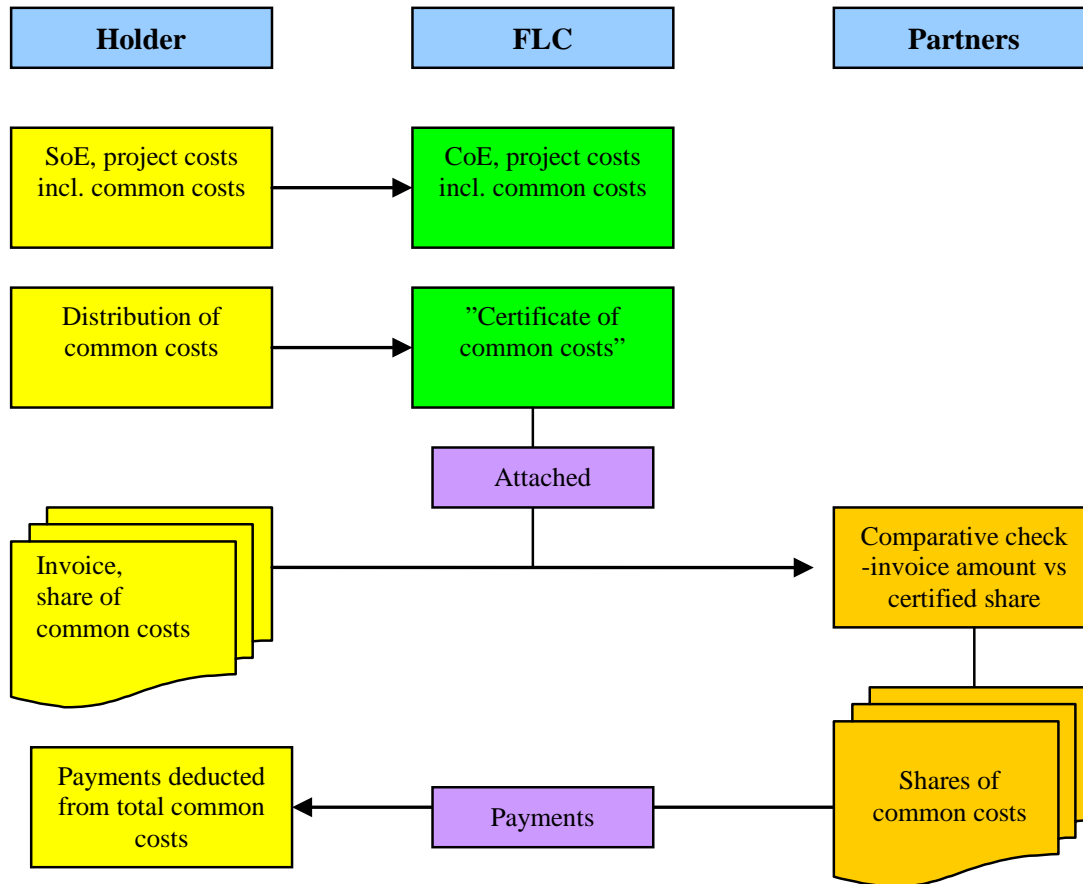 Holder
FLC
Partners
SoE, project costs
incl. common costs
CoE, project costs
incl. common costs
Distribution of
common costs
”Certificate of
common costs”
Attached
Invoice,
share of
common costs
Comparative check
-invoice amount vs
certified share
Payments deducted
from total common
costs
Payments
Shares of
common costs